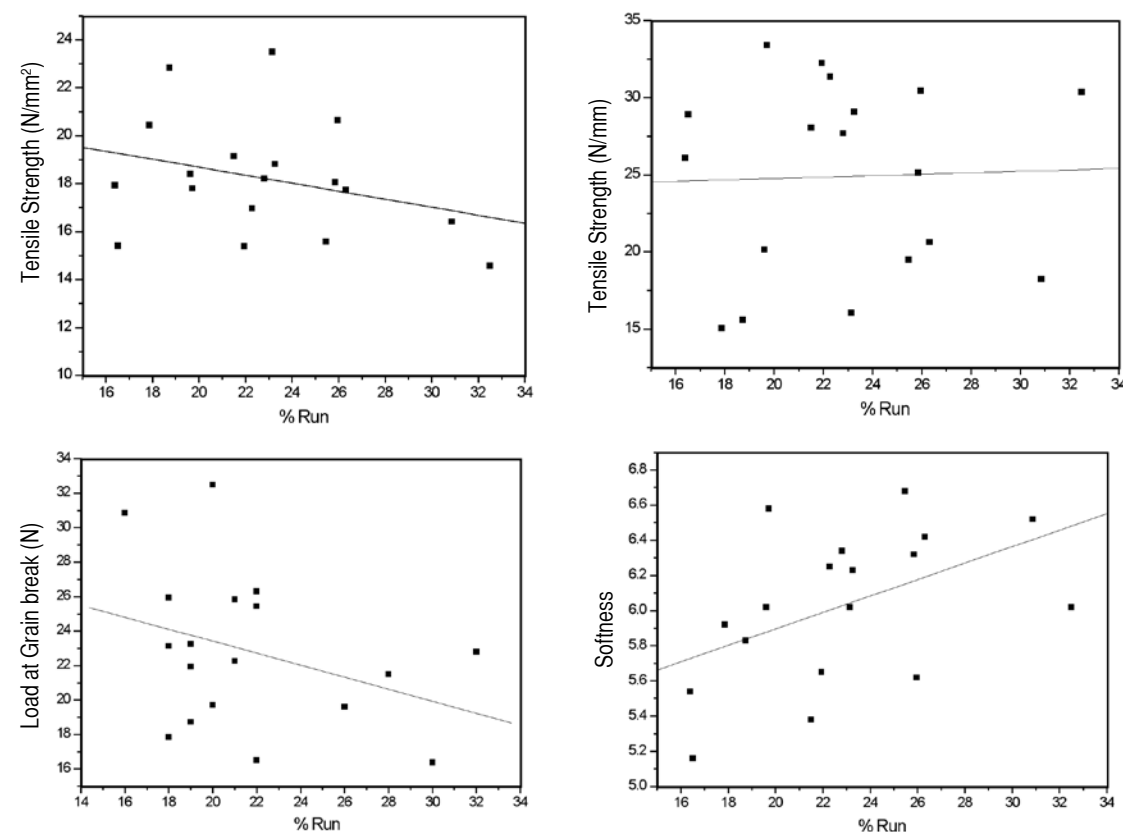 Tensile Strength (N/mm²)
24
22
20
18
16
14
12
10
16 18 20 22 24 26 28 30 32 34
% Run
Tensile Strength (N/mm)
35
30
25
20
15
16 18 20 22 24 26 28 30 32 34
% Run
Load at Grain break (N)
34
32
30
28
26
24
22
20
18
16
14 16 18 20 22 24 26 28 30 32 34
% Run
Softness
6.8
6.6
6.4
6.2
6.0
5.8
5.6
5.4
5.2
5.0
16 18 20 22 24 26 28 30 32 34
% Run